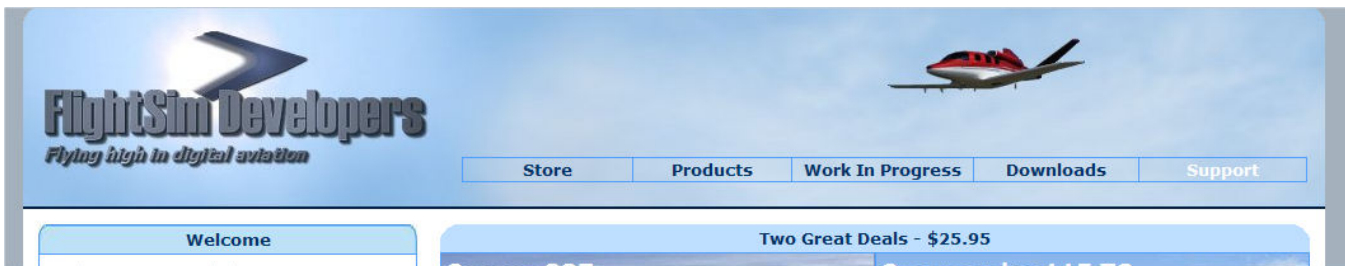 FlightSim Developers
Flying high in digital aviation
Store Products Work In Progress Downloads Support
Welcome
Two Great Deals - $25.95